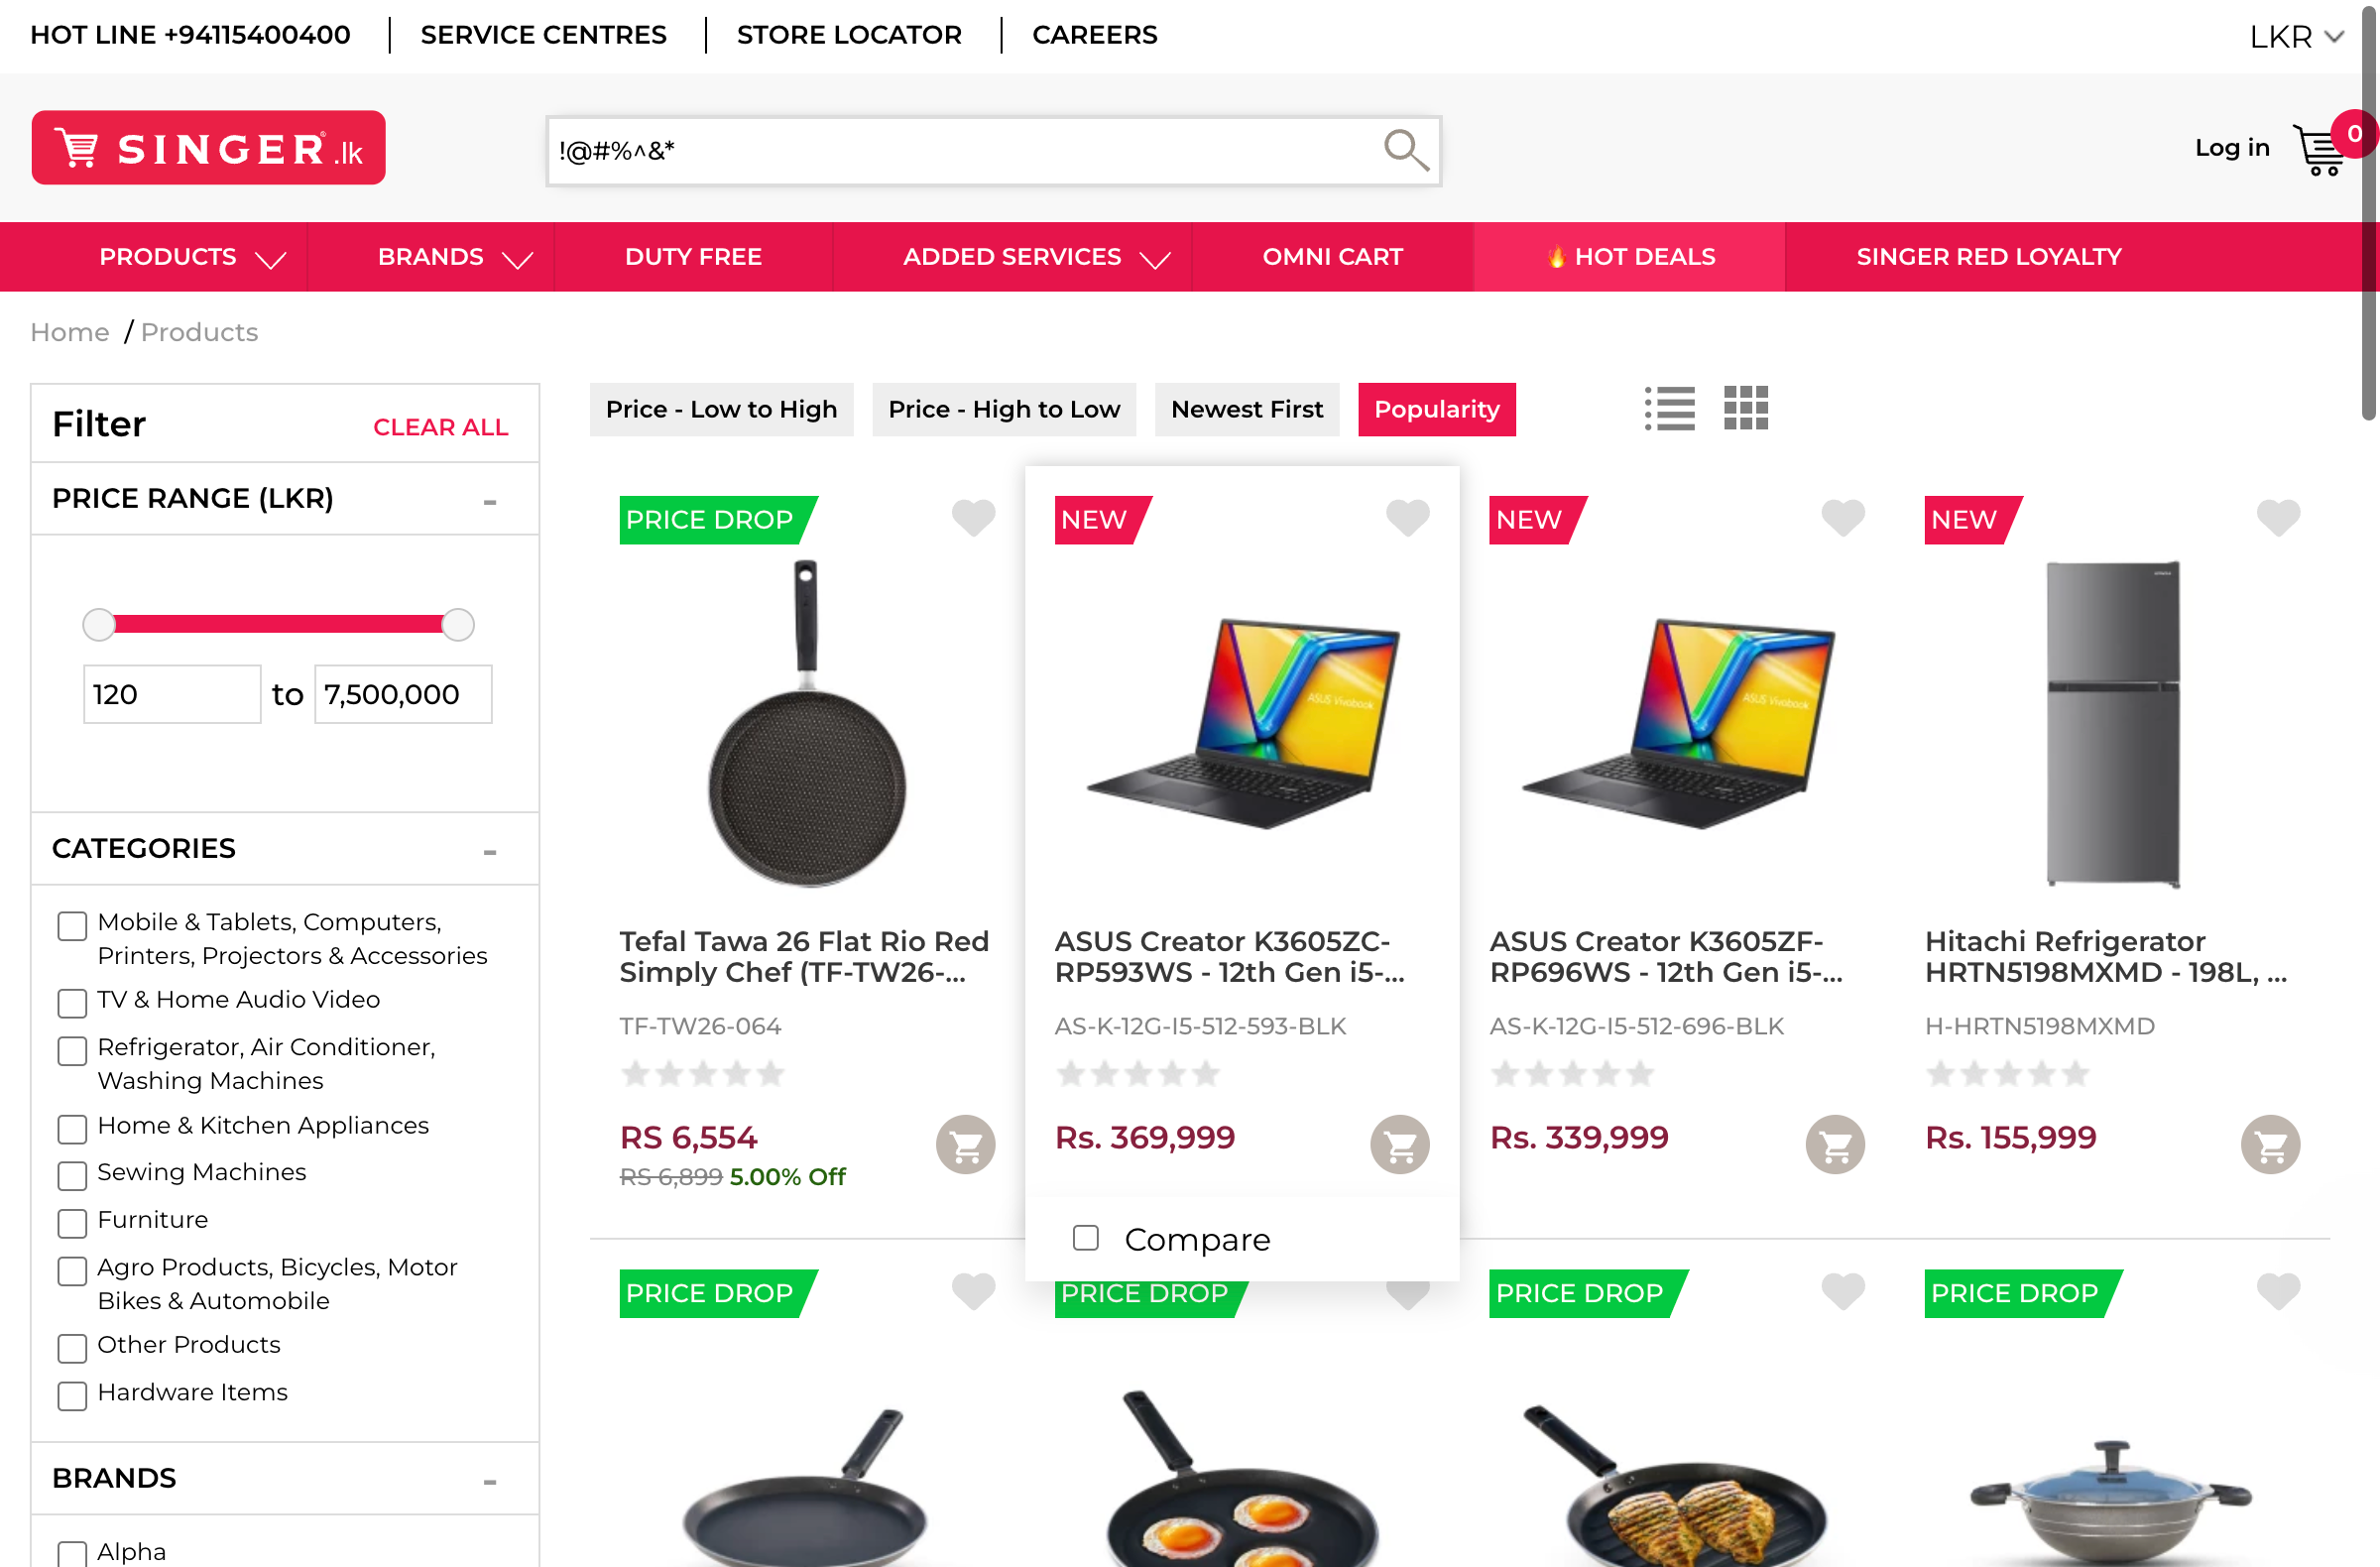 HOT LINE +94115400400
SERVICE CENTRES
STORE LOCATOR
CAREERS
LKR
SINGER® .lk
!@#%^&*
Log in
0
PRODUCTS
BRANDS
DUTY FREE
ADDED SERVICES
OMNI CART
🔥 HOT DEALS
SINGER RED LOYALTY
Home / Products
Filter
CLEAR ALL
PRICE RANGE (LKR)
-
120 to 7,500,000
CATEGORIES
-
Mobile & Tablets, Computers,
Printers, Projectors & Accessories
TV & Home Audio Video
Refrigerator, Air Conditioner,
Washing Machines
Home & Kitchen Appliances
Sewing Machines
Furniture
Agro Products, Bicycles, Motor
Bikes & Automobile
Other Products
Hardware Items
BRANDS
-
Alpha
Price - Low to High
Price - High to Low
Newest First
Popularity
PRICE DROP
Tefal Tawa 26 Flat Rio Red
Simply Chef (TF-TW26-...
TF-TW26-064
RS 6,554
RS 6,899 5.00% Off
NEW
ASUS Vivobook
ASUS Creator K3605ZC-
RP593WS - 12th Gen i5-...
AS-K-12G-I5-512-593-BLK
Rs. 369,999
Compare
NEW
ASUS Vivobook
ASUS Creator K3605ZF-
RP696WS - 12th Gen i5-...
AS-K-12G-I5-512-696-BLK
Rs. 339,999
NEW
Hitachi Refrigerator
HRTN5198MXMD - 198L, ...
H-HRTN5198MXMD
Rs. 155,999
PRICE DROP
PRICE DROP
PRICE DROP
PRICE DROP